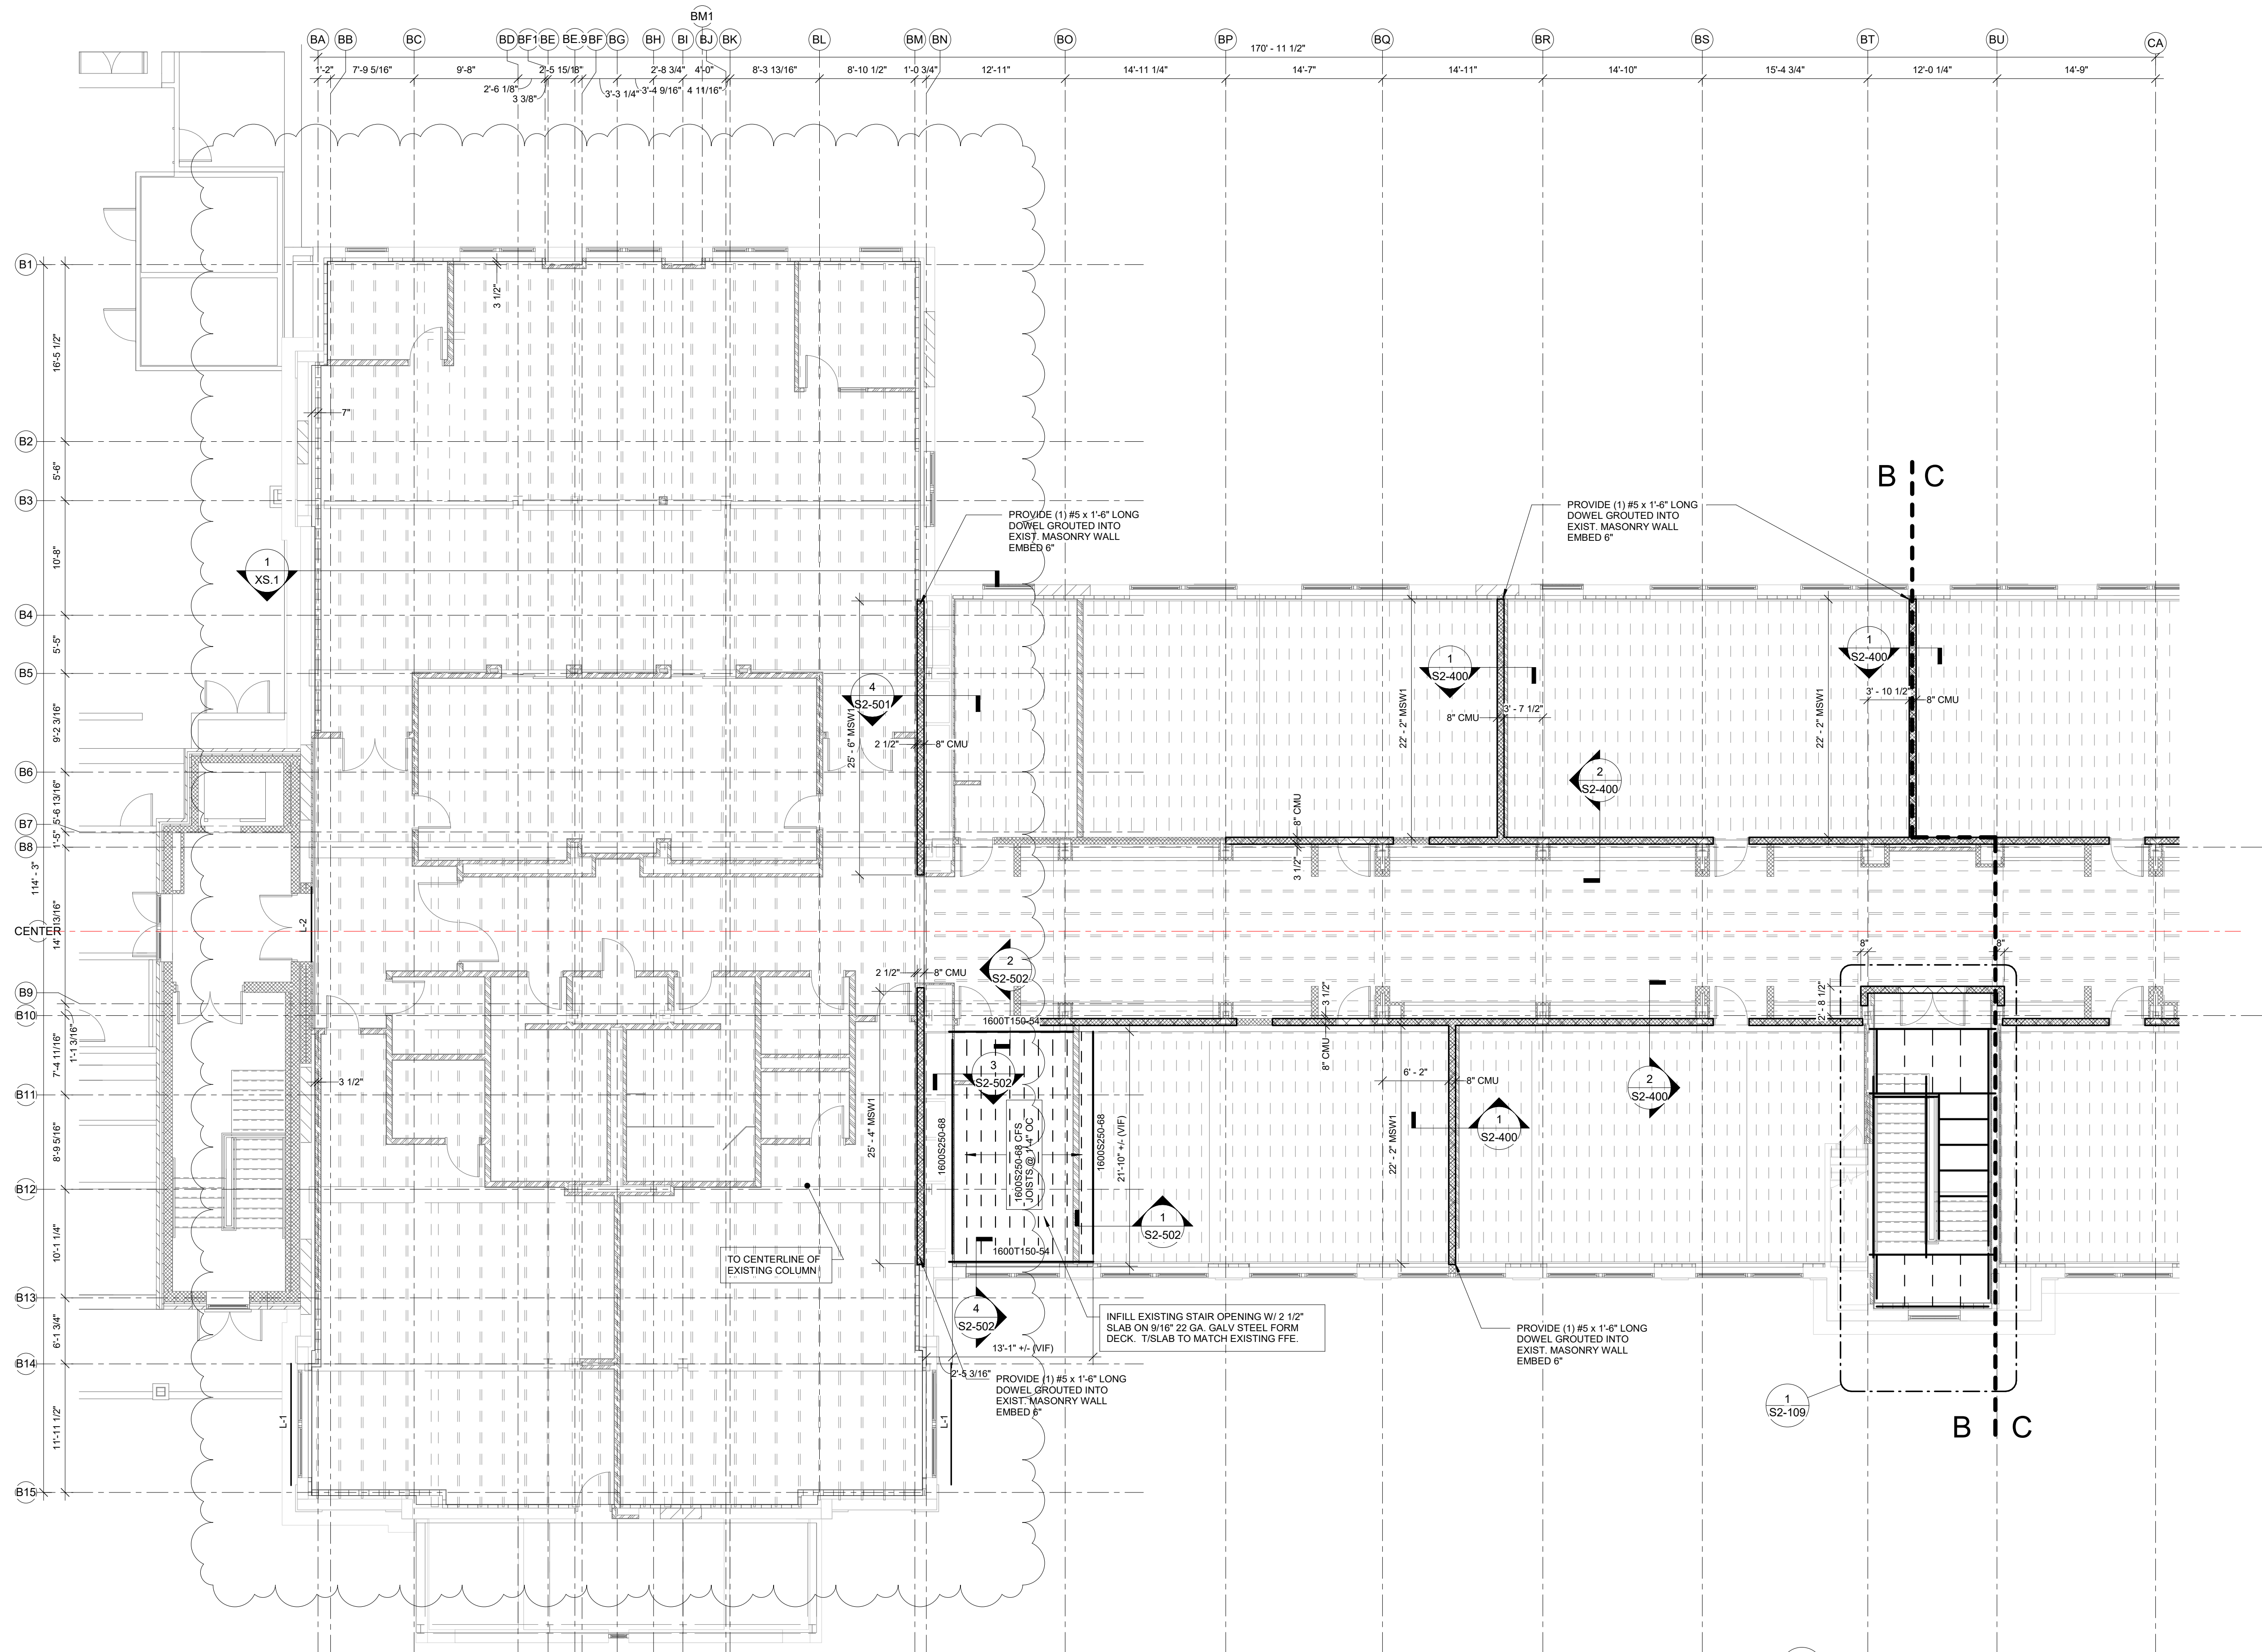 BM1
BA BB BC BD BF1 BE BE.9 BF BG BH BI BJ BK BL BM BN BO BP BQ BR BS BT BU CA
170' - 11 1/2"
1'-2" 7'-9 5/16" 9'-8" 2'-5 15/18" 2'-8 3/4" 4'-0" 8'-3 13/16" 8'-10 1/2" 1'-0 3/4" 12'-11" 14'-11 1/4" 14'-7" 14'-11" 14'-10" 15'-4 3/4" 12'-0 1/4" 14'-9"
2'-6 1/8" 3'-3 1/4" 3'-4 9/16" 4 11/16"
3 3/8"
B1
3 1/2"
16'-5 1/2"
7"
B2
5'-6"
B3
B C
PROVIDE (1) #5 x 1'-6" LONG
DOWEL GROUTED INTO
EXIST. MASONRY WALL
EMBED 6"
PROVIDE (1) #5 x 1'-6" LONG
DOWEL GROUTED INTO
EXIST. MASONRY WALL
EMBED 6"
10'-8"
1
XS.1
B4
5'-5"
B5
4
S2-501
25' - 6" MSW1
2 1/2"
8" CMU
22' - 2" MSW1
1
S2-400
8" CMU
3' - 7 1/2"
22' - 2" MSW1
1
S2-400
3' - 10 1/2"
8" CMU
2
S2-400
9'-2 3/16"
B6
5'-6 13/16"
B7
1'-5"
B8
8" CMU
3 1/2"
114' - 3"
L-2
CENTER
2 1/2"
8" CMU
2
S2-502
8"
8"
B9
B10
1'-1 3/16"
7'-4 11/16"
1600T150-54
3 1/2"
8" CMU
2' - 8 1/2"
3 1/2"
B11
3
S2-502
6' - 2"
8" CMU
2
S2-400
1
S2-400
8'-9 5/16"
25' - 4" MSW1
1600S250-68
1600S250-68 CFS
JOISTS @ 1'-4" OC
1600S250-68
21'-10" +/- (VIF)
22' - 2" MSW1
B12
1
S2-502
10'-1 1/4"
1600T150-54
TO CENTERLINE OF
EXISTING COLUMN
B13
4
S2-502
INFILL EXISTING STAIR OPENING W/ 2 1/2"
SLAB ON 9/16" 22 GA. GALV STEEL FORM
DECK. T/SLAB TO MATCH EXISTING FFE.
6'-1 3/4"
13'-1" +/- (VIF)
PROVIDE (1) #5 x 1'-6" LONG
DOWEL GROUTED INTO
EXIST. MASONRY WALL
EMBED 6"
B14
2'-5 3/16"
PROVIDE (1) #5 x 1'-6" LONG
DOWEL GROUTED INTO
EXIST. MASONRY WALL
EMBED 6"
1
S2-109
11'-11 1/2"
L-1
L-1
B C
B15